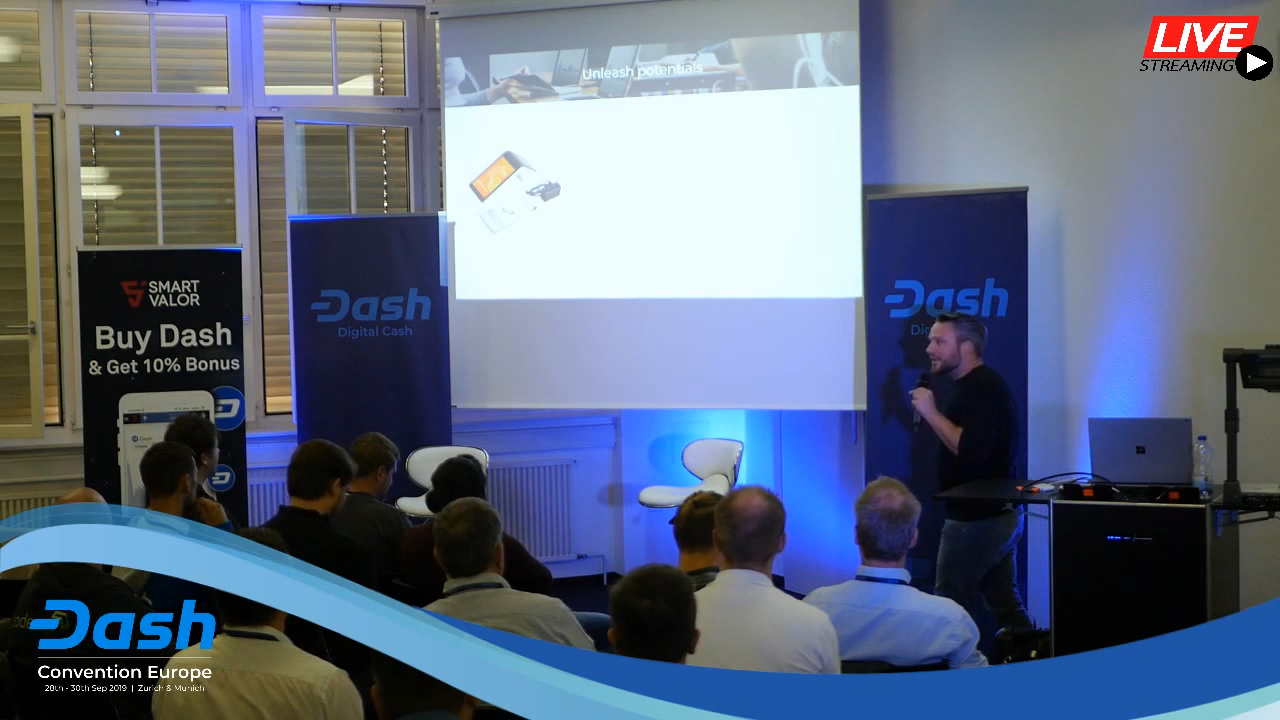 LIVE
STREAMING
Unleash potentials
SMART
VALOR
Buy Dash
& Get 10% Bonus
Dash
Digital Cash
Dash
Dash
Convention Europe
28th - 30th Sep 2019 | Zurich & Munich